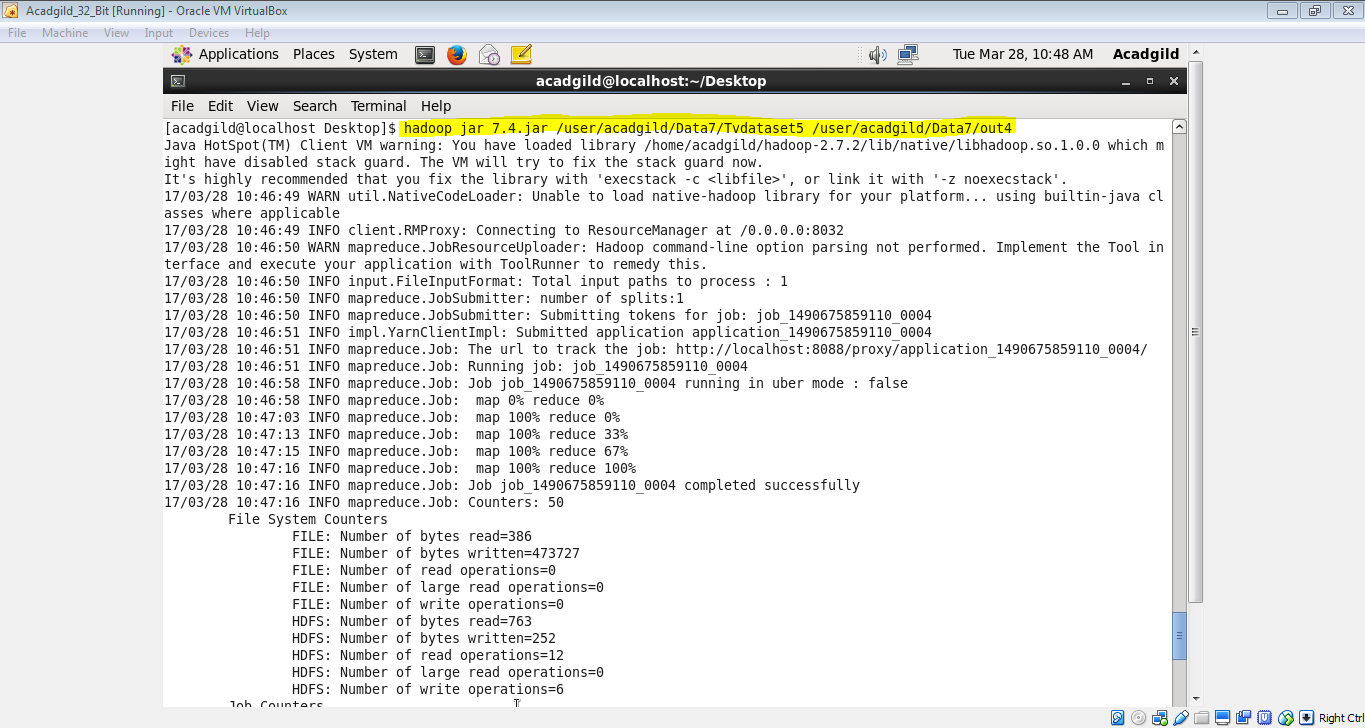 Acadgild_32_Bit [Running] - Oracle VM VirtualBox
File Machine View Input Devices Help
Applications Places System Tue Mar 28, 10:48 AM Acadgild
acadgild@localhost:~/Desktop
File Edit View Search Terminal Help
[acadgild@localhost Desktop]$ hadoop jar 7.4.jar /user/acadgild/Data7/Tvdataset5 /user/acadgild/Data7/out4
Java HotSpot(TM) Client VM warning: You have loaded library /home/acadgild/hadoop-2.7.2/lib/native/libhadoop.so.1.0.0 which m
ight have disabled stack guard. The VM will try to fix the stack guard now.
It's highly recommended that you fix the library with 'execstack -c <libfile>', or link it with '-z noexecstack'.
17/03/28 10:46:49 WARN util.NativeCodeLoader: Unable to load native-hadoop library for your platform... using builtin-java cl
asses where applicable
17/03/28 10:46:49 INFO client.RMProxy: Connecting to ResourceManager at /0.0.0.0:8032
17/03/28 10:46:50 WARN mapreduce.JobResourceUploader: Hadoop command-line option parsing not performed. Implement the Tool in
terface and execute your application with ToolRunner to remedy this.
17/03/28 10:46:50 INFO input.FileInputFormat: Total input paths to process : 1
17/03/28 10:46:50 INFO mapreduce.JobSubmitter: number of splits:1
17/03/28 10:46:50 INFO mapreduce.JobSubmitter: Submitting tokens for job: job_1490675859110_0004
17/03/28 10:46:51 INFO impl.YarnClientImpl: Submitted application application_1490675859110_0004
17/03/28 10:46:51 INFO mapreduce.Job: The url to track the job: http://localhost:8088/proxy/application_1490675859110_0004/
17/03/28 10:46:51 INFO mapreduce.Job: Running job: job_1490675859110_0004
17/03/28 10:46:58 INFO mapreduce.Job: Job job_1490675859110_0004 running in uber mode : false
17/03/28 10:46:58 INFO mapreduce.Job:  map 0% reduce 0%
17/03/28 10:47:03 INFO mapreduce.Job:  map 100% reduce 0%
17/03/28 10:47:13 INFO mapreduce.Job:  map 100% reduce 33%
17/03/28 10:47:15 INFO mapreduce.Job:  map 100% reduce 67%
17/03/28 10:47:16 INFO mapreduce.Job:  map 100% reduce 100%
17/03/28 10:47:16 INFO mapreduce.Job: Job job_1490675859110_0004 completed successfully
17/03/28 10:47:16 INFO mapreduce.Job: Counters: 50
File System Counters
FILE: Number of bytes read=386
FILE: Number of bytes written=473727
FILE: Number of read operations=0
FILE: Number of large read operations=0
FILE: Number of write operations=0
HDFS: Number of bytes read=763
HDFS: Number of bytes written=252
HDFS: Number of read operations=12
HDFS: Number of large read operations=0
HDFS: Number of write operations=6
Job Counters
Right Ctrl